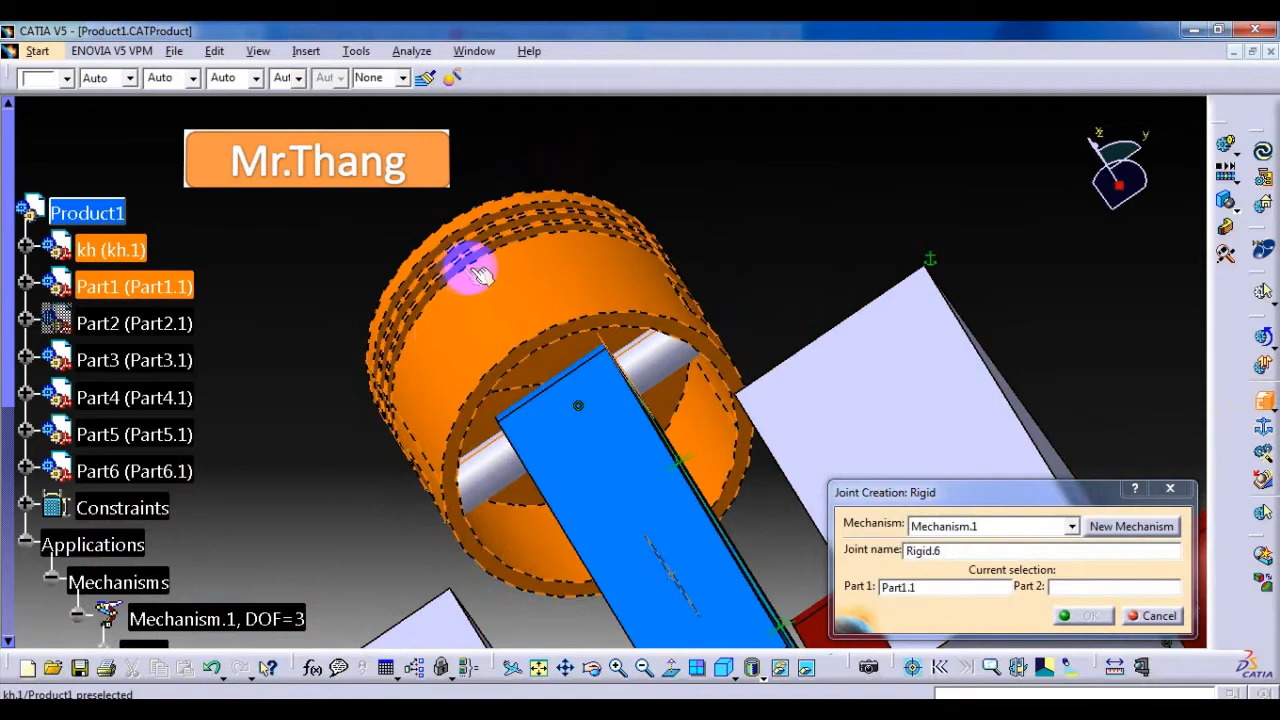 CATIA V5 - [Product1.CATProduct]
Start ENOVIA V5 VPM File Edit View Insert Tools Analyze Window Help
Auto Auto Auto Aut Aut None
Mr.Thang
z y
Product1
kh (kh.1)
Part1 (Part1.1)
Part2 (Part2.1)
Part3 (Part3.1)
Part4 (Part4.1)
Part5 (Part5.1)
Part6 (Part6.1)
Constraints
Applications
Mechanisms
Mechanism.1, DOF=3
Joint Creation: Rigid
Mechanism: Mechanism.1 New Mechanism
Joint name: Rigid.6
Current selection:
Part 1: Part1.1 Part 2:
OK Cancel
f(x)
CATIA
kh.1/Product1 preselected